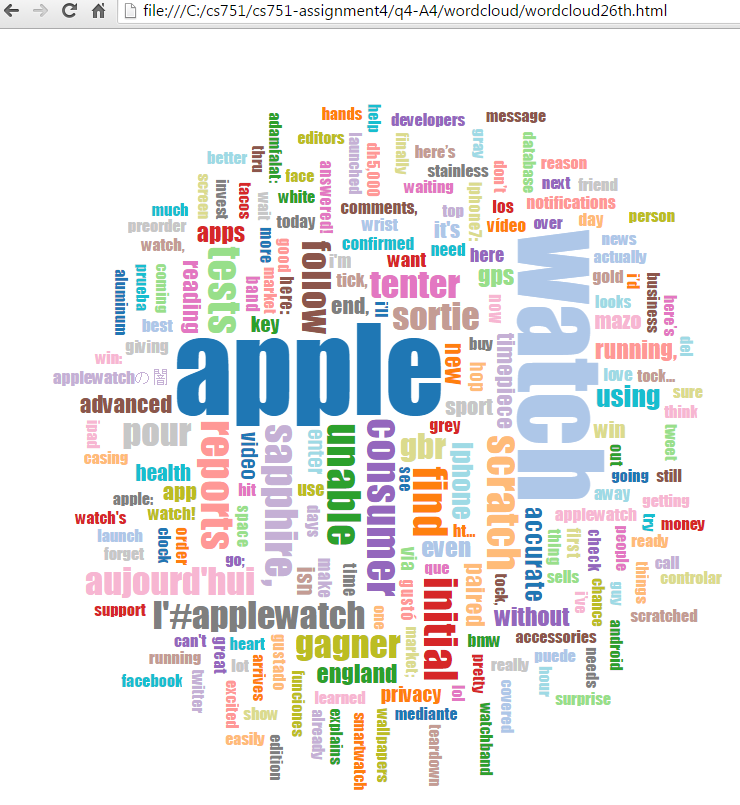 file:///C:/cs751/cs751-assignment4/q4-A4/wordcloud/wordcloud26th.html
hands
help
developers
message
adamfalat:
editors
launched
finally
here's
gray
database
reason
better
thru
face
answered!
dh5,000
stainless
don't
next
friend
screen
invest
tacos
white
waiting
Iphone7:
notifications
much
wait
today
comments,
top
los
over
day
person
preorder
apps
more
wrist
it's
video
watch,
good
follow
i'm
confirmed
need
here
watch
news
actually
aluminum
prueba
coming
reading
tests
band
market
here:
want
tick,
tenter
gps
gold
i'd
business
here's
best
key
end,
ill
sortie
now
looks
mazo
del
giving
apple
new
buy
timepiece
running,
win:
applewatchの闇
hop
love
tock...
advanced
sport
using
sure
think
ipad
pour
reports
video
sapphire,
enter
unable
consumer
grey
gbr
Iphone
scratch
win
out
tweet
casing
health
hit
see
find
going
still
apple:
app
use
away
getting
watch's
watch!
space
days
ht...
accurate
applewatch
try
money
launch
clock
order
even
thing
first
check
people
ready
forget
go;
isn
make
time
via
que
paired
call
aujourd'hui
gustó
initial
tock,
sells
i've
chance
guy
things
controlar
support
I'#applewatch
one
without
scratched
can't
great
heart
gagner
market:
bmw
accessories
android
running
lot
gustado
england
really
puede
needs
facebook
twitter
arrives
funciones
learned
privacy
lol
pretty
covered
hour
surprise
excited
show
already
explains
smartwatch
wallpapers
mediante
watchband
easily
edition
teardown